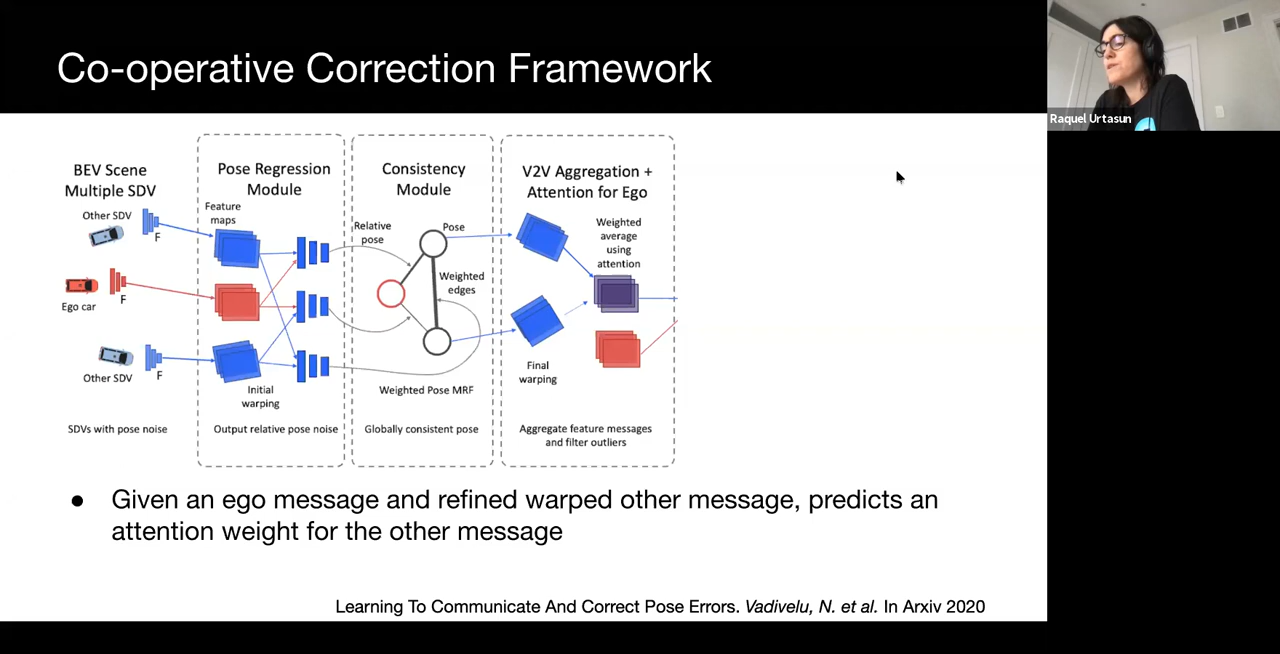 Co-operative Correction Framework
Raquel Urtasun
BEV Scene
Multiple SDV
Other SDV
F
Ego car
F
Other SDV
F
SDVs with pose noise
Pose Regression
Module
Feature
maps
Initial
warping
Output relative pose noise
Consistency
Module
Relative
pose
Pose
Weighted
edges
Weighted Pose MRF
Globally consistent pose
V2V Aggregation +
Attention for Ego
Weighted
average
using
attention
Final
warping
Aggregate feature messages
and filter outliers
● Given an ego message and refined warped other message, predicts an
attention weight for the other message
Learning To Communicate And Correct Pose Errors. Vadivelu, N. et al. In Arxiv 2020